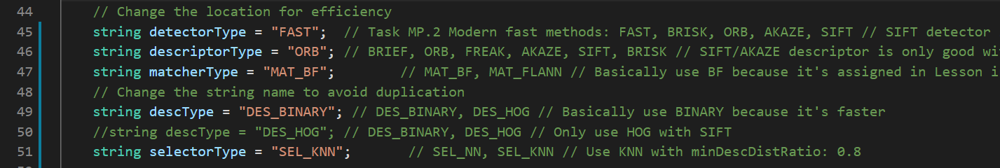 44 // Change the location for efficiency
45 string detectorType = "FAST"; // Task MP.2 Modern fast methods: FAST, BRISK, ORB, AKAZE, SIFT // SIFT detector
46 string descriptorType = "ORB"; // BRIEF, ORB, FREAK, AKAZE, SIFT, BRISK // SIFT/AKAZE descriptor is only good wi
47 string matcherType = "MAT_BF"; // MAT_BF, MAT_FLANN // Basically use BF because it's assigned in Lesson i
48 // Change the string name to avoid duplication
49 string descType = "DES_BINARY"; // DES_BINARY, DES_HOG // Basically use BINARY because it's faster
50 //string descType = "DES_HOG"; // DES_BINARY, DES_HOG // Only use HOG with SIFT
51 string selectorType = "SEL_KNN"; // SEL_NN, SEL_KNN // Use KNN with minDescDistRatio: 0.8